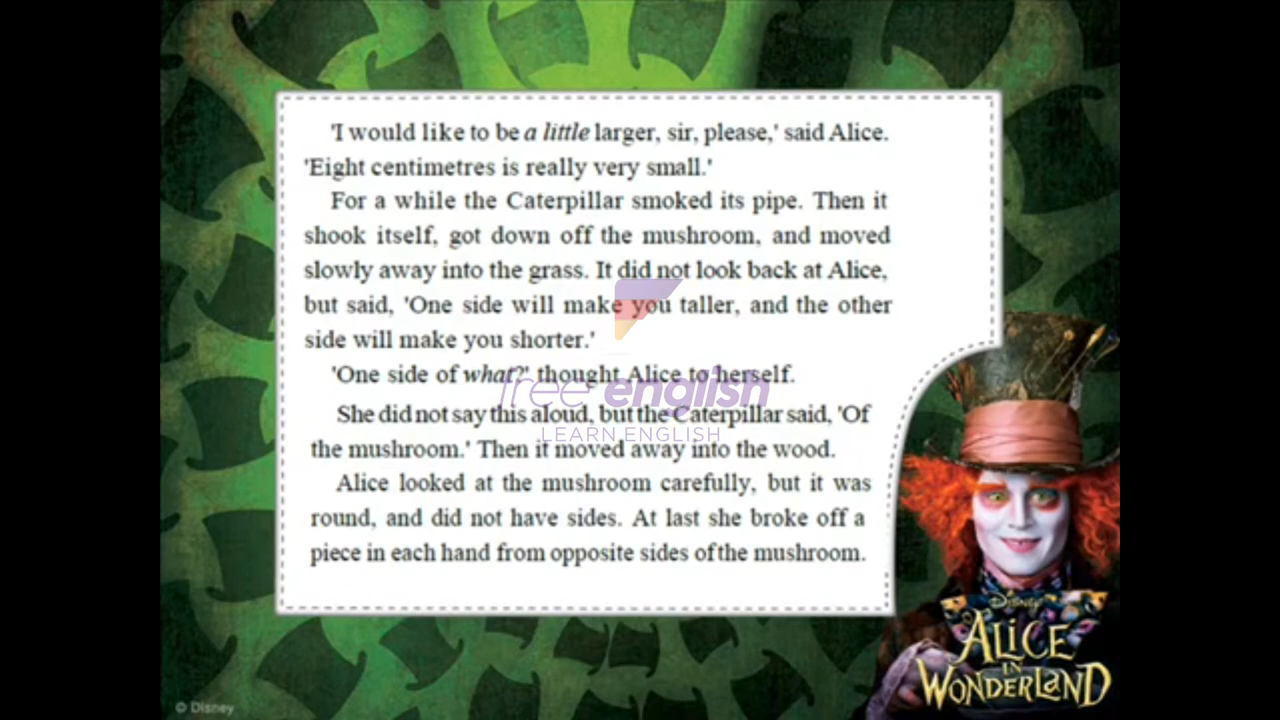 'I would like to be a little larger, sir, please,' said Alice.
'Eight centimetres is really very small.'
For a while the Caterpillar smoked its pipe. Then it
shook itself, got down off the mushroom, and moved
slowly away into the grass. It did not look back at Alice,
but said, 'One side will make you taller, and the other
side will make you shorter.'
'One side of what?' thought Alice to herself.
She did not say this aloud, but the Caterpillar said, 'Of
the mushroom.' Then it moved away into the wood.
Alice looked at the mushroom carefully, but it was
round, and did not have sides. At last she broke off a
piece in each hand from opposite sides of the mushroom.
free english
LEARN ENGLISH
DISNEY
ALICE
IN
WONDERLAND
© Disney